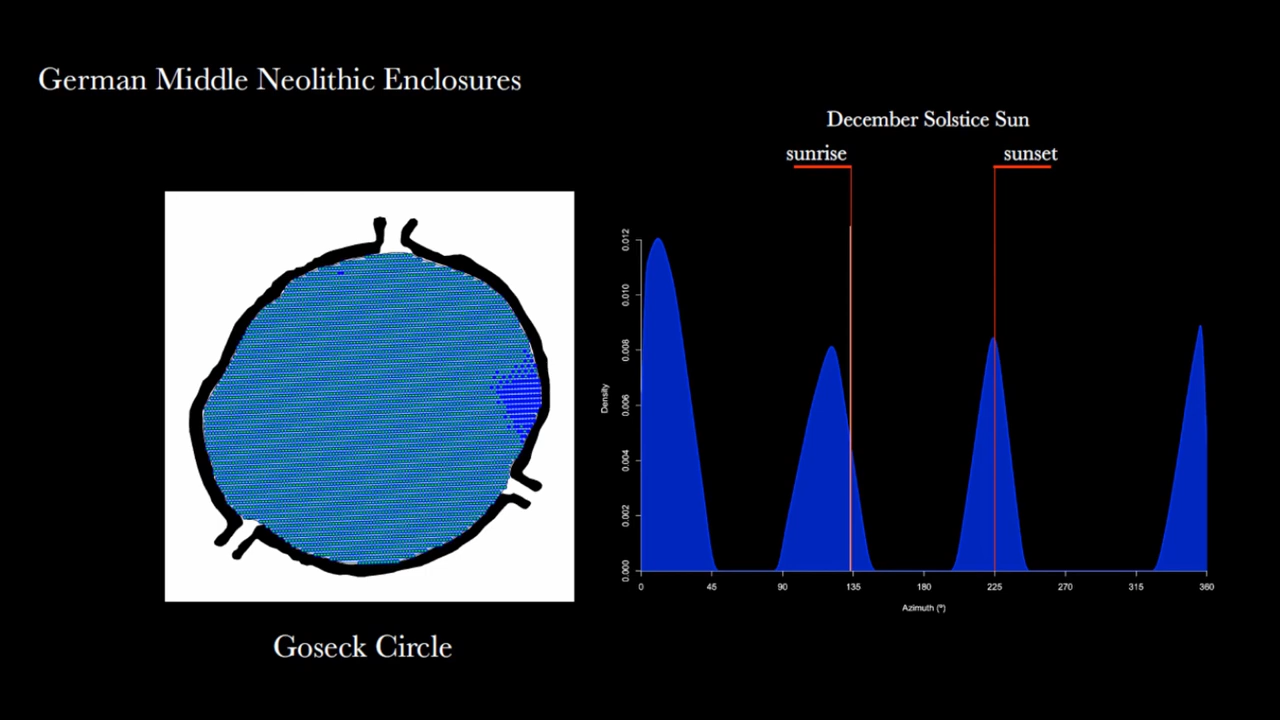 German Middle Neolithic Enclosures
December Solstice Sun
sunrise
sunset
0.012
0.010
0.008
0.006
0.004
0.002
0.000
Density
0 45 90 135 180 225 270 315 360
Azimuth (º)
Goseck Circle